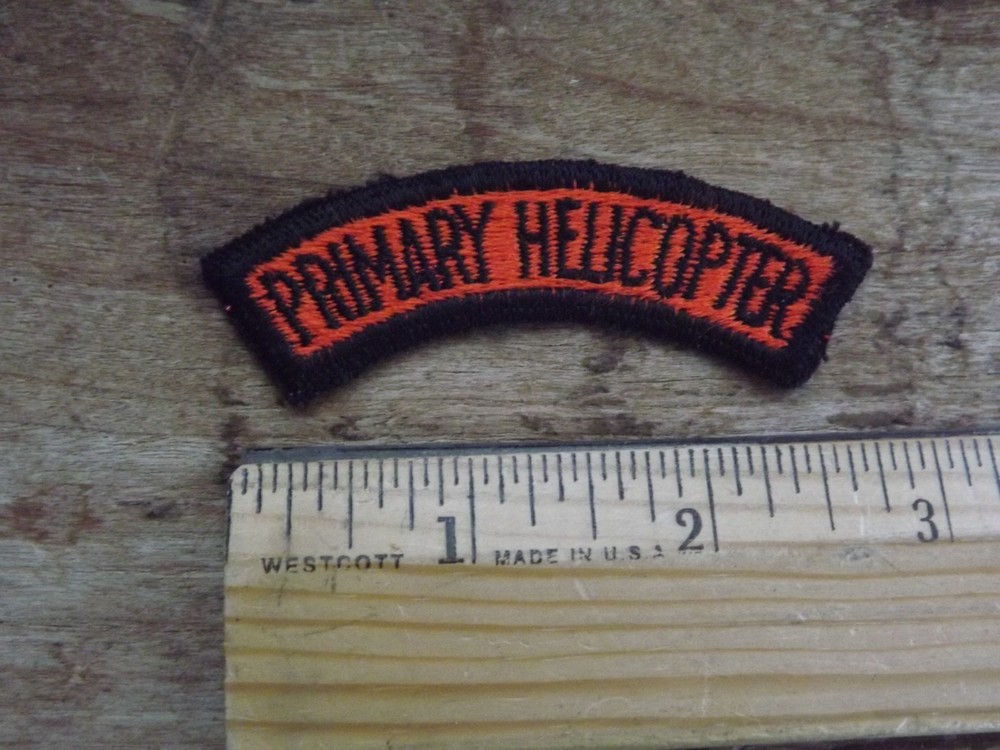 PRIMARY HELICOPTER
1 2 3
WESTCOTT MADE IN U.S.A